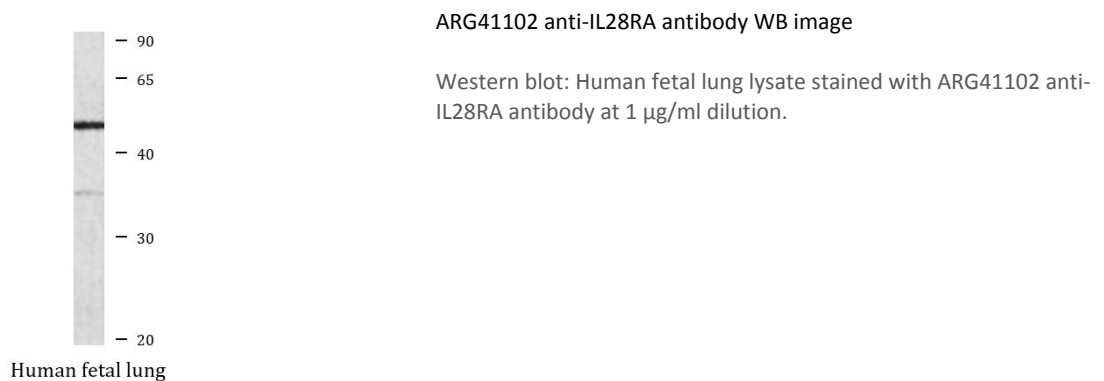 ARG41102 anti-IL28RA antibody WB image
Western blot: Human fetal lung lysate stained with ARG41102 anti-
IL28RA antibody at 1 µg/ml dilution.
90
65
40
30
20
Human fetal lung